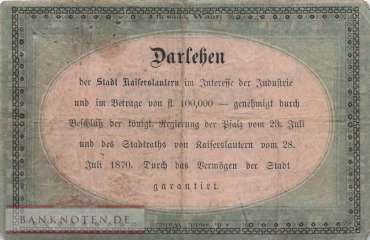 Darlehen
der Stadt Kaiserslautern im Interesse der Industrie
und im Betrage von fl. 100,000 — genehmigt durch
Beschluß der königl. Regierung der Pfalz vom 23. Juli
und des Stadtraths von Kaiserslautern vom 28.
Juli 1870. Durch das Vermögen der Stadt
garantirt.
BANKNOTEN.DE